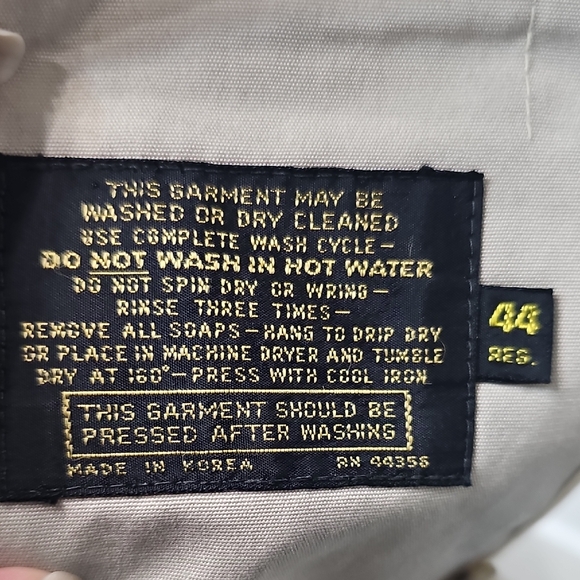 THIS GARMENT MAY BE
WASHED OR DRY CLEANED
USE COMPLETE WASH CYCLE—
DO NOT WASH IN HOT WATER
DO NOT SPIN DRY OR WRING—
RINSE THREE TIMES—
REMOVE ALL SOAPS—HANG TO DRIP DRY
OR PLACE IN MACHINE DRYER AND TUMBLE
DRY AT 160°—PRESS WITH COOL IRON
THIS GARMENT SHOULD BE
PRESSED AFTER WASHING
MADE IN KOREA RN 44356
44
REG.